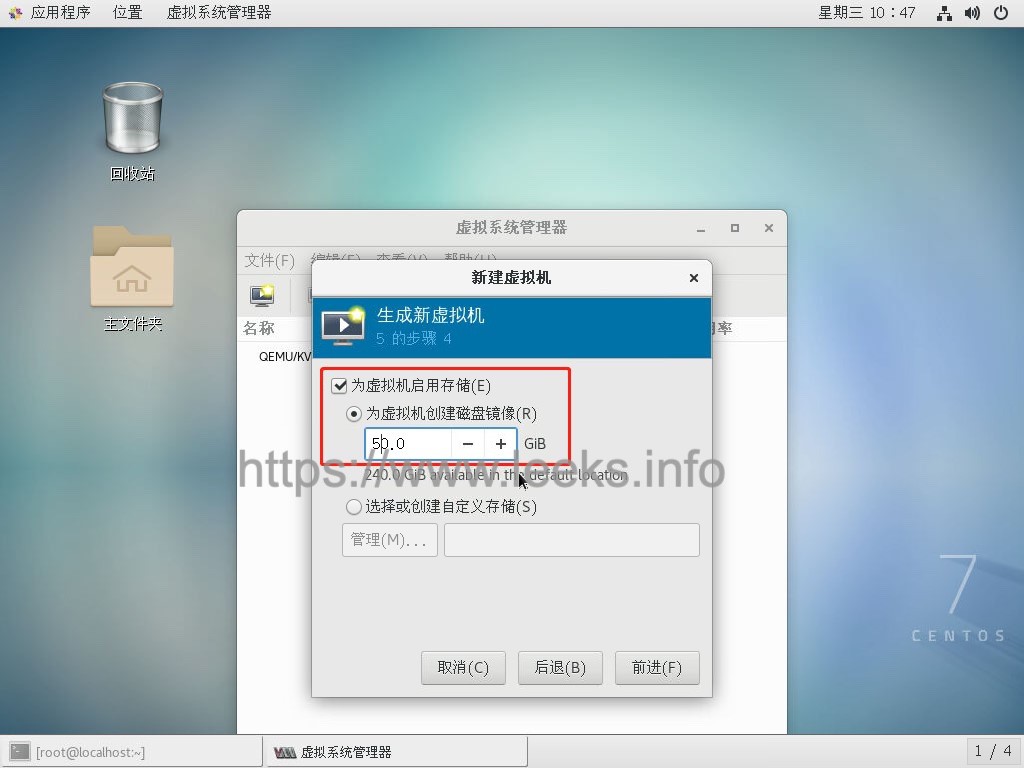 应用程序 位置 虚拟系统管理器 星期三 10：47
回收站
主文件夹
虚拟系统管理器
文件(F) 编辑(E) 查看(V) 帮助(H)
新建虚拟机
名称
生成新虚拟机
5 的步骤 4
QEMU/KV
为虚拟机启用存储(E)
为虚拟机创建磁盘镜像(R)
50.0 − + GiB
https://www.leeks.info
240.0 GiB available in the default location
选择或创建自定义存储(S)
管理(M)...
取消(C) 后退(B) 前进(F)
7
CENTOS
[root@localhost:~] 虚拟系统管理器 1 / 4